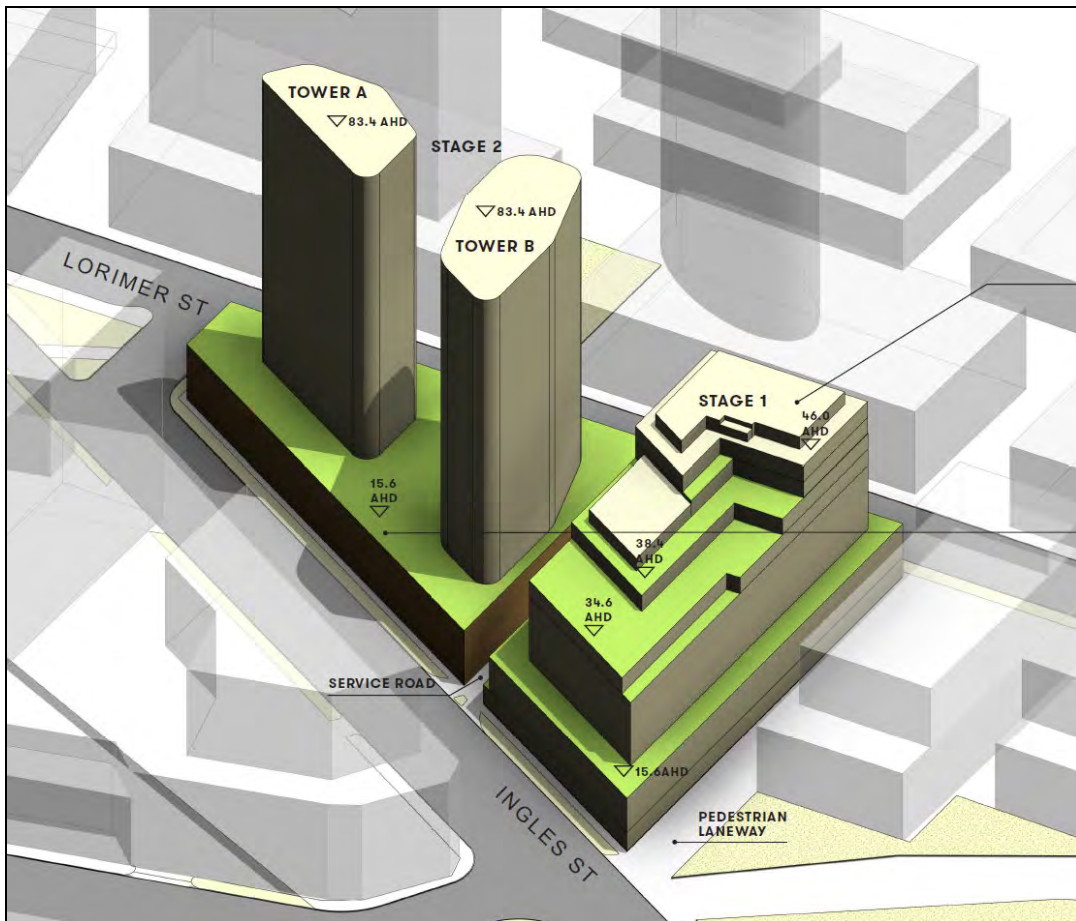 TOWER A
83.4 AHD
STAGE 2
83.4 AHD
TOWER B
LORIMER ST
STAGE 1
46.0
AHD
15.6
AHD
38.4
AHD
34.6
AHD
SERVICE ROAD
15.6AHD
INGLES ST
PEDESTRIAN
LANEWAY